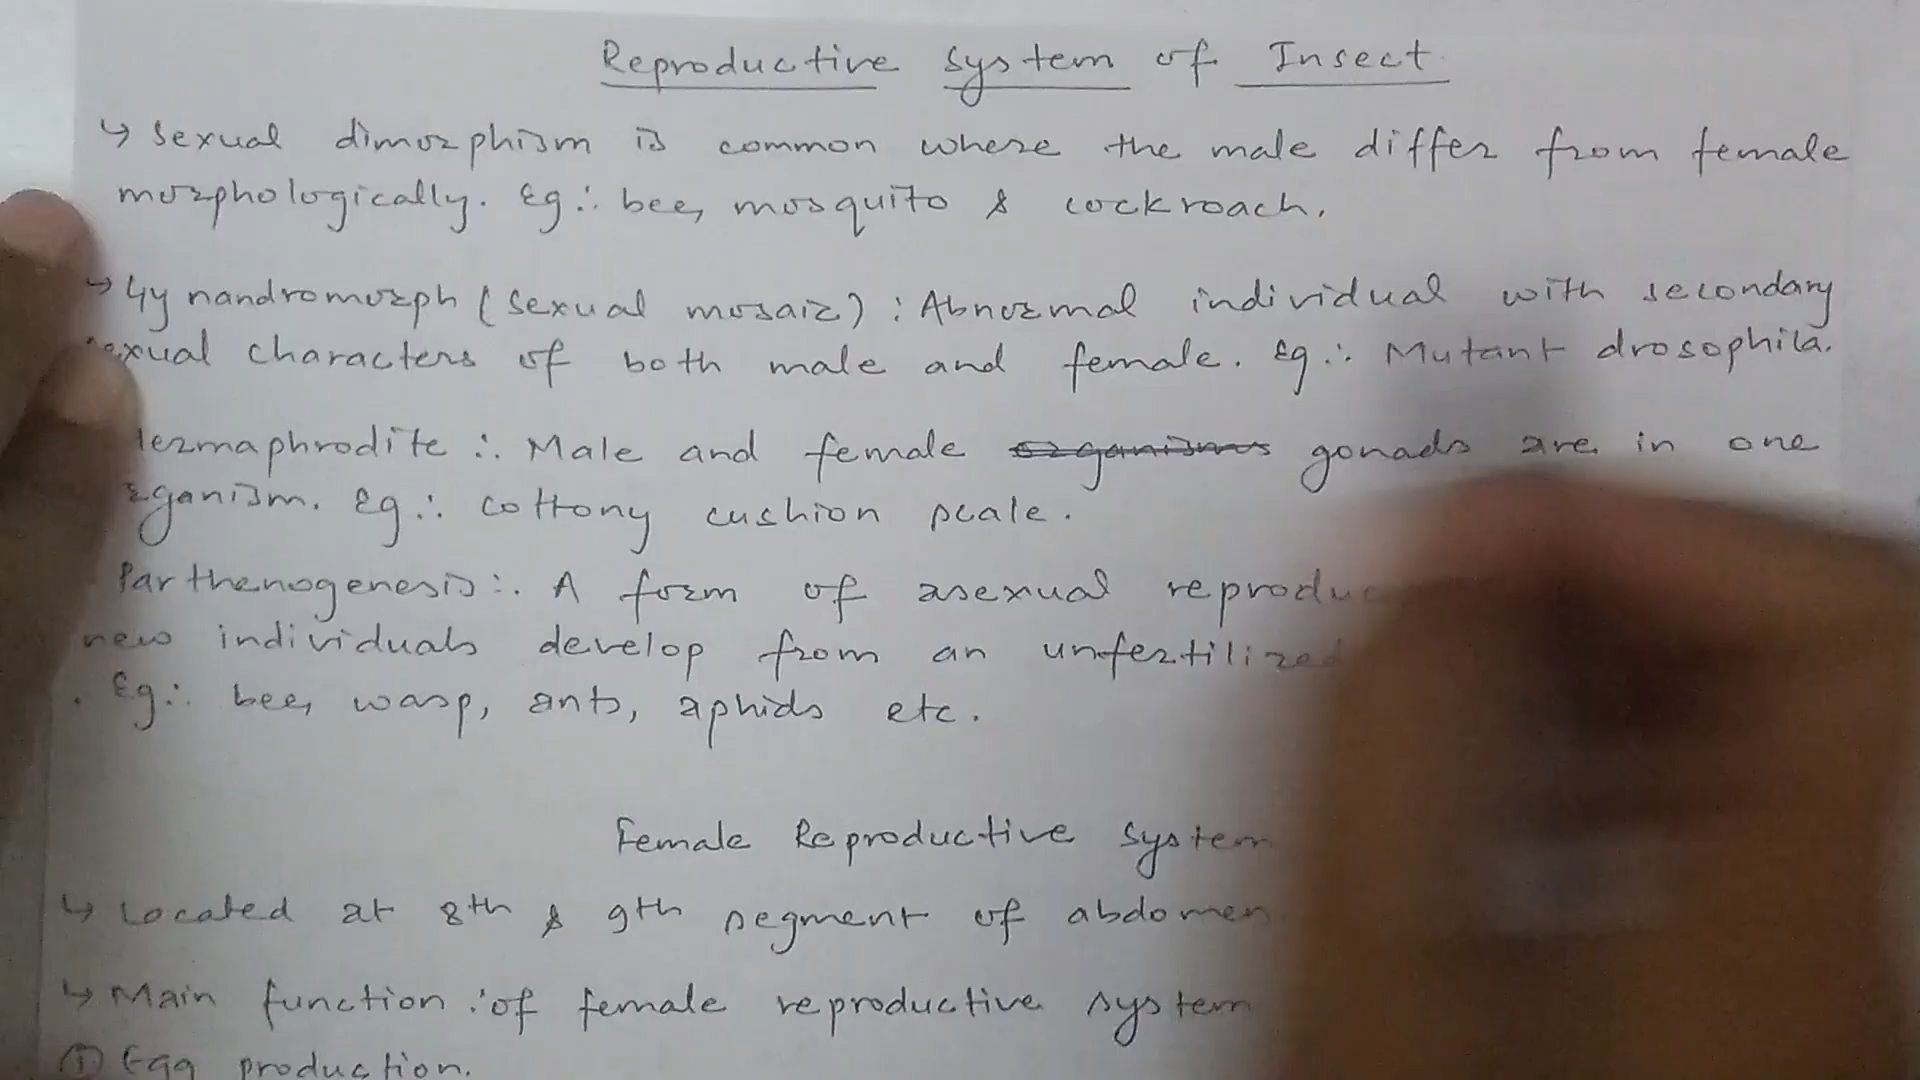 Reproductive System of Insect
↳ Sexual dimorphism is common where the male differ from female
morphologically. Eg:. bee, mosquito & cockroach.
↳ Gynandromorph (Sexual mosaic) : Abnormal individual with secondary
sexual characters of both male and female. Eg:. Mutant drosophila.
Hermaphrodite :. Male and female organisms gonads are in one
organism. Eg:. cottony cushion scale.
Parthenogenesis :. A form of asexual
new individuals develop from an unfertilized
. Eg:. bee, wasp, ants, aphids etc.
Female Reproductive System
↳ Located at 8th & 9th segment of abdomen
↳ Main function of female reproductive system
① Egg production.